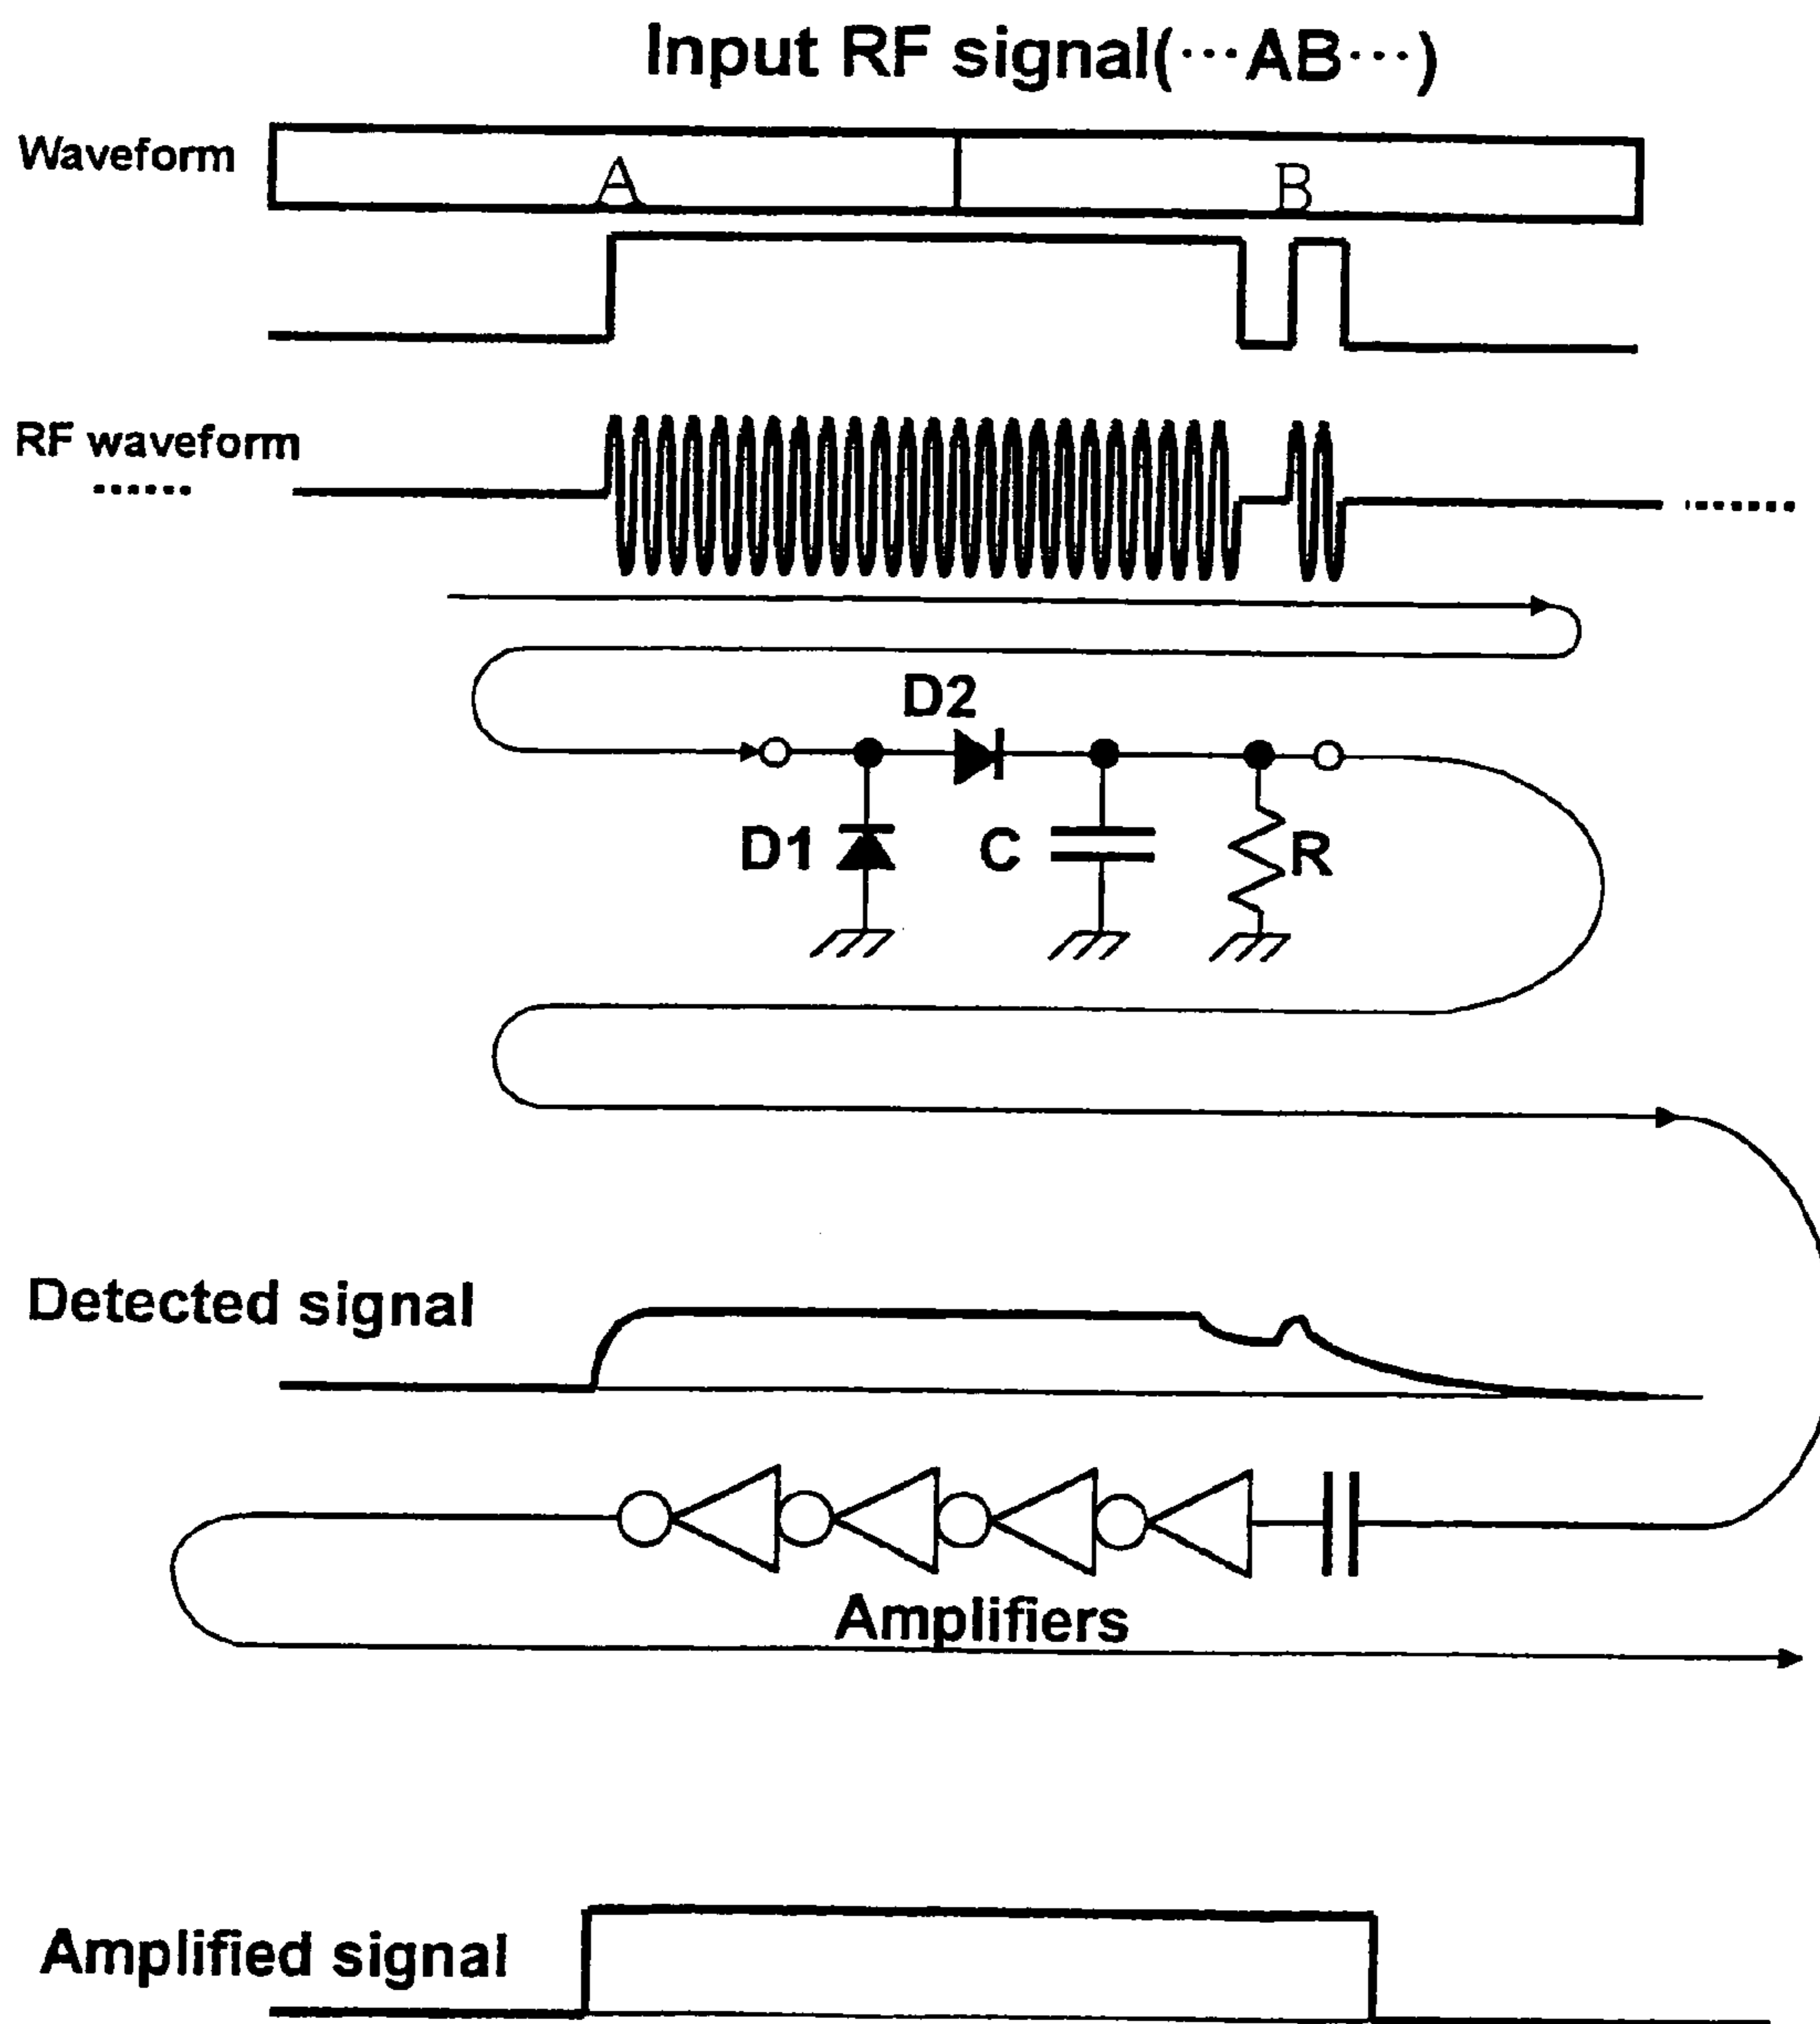 Input RF signal(···AB···)
Waveform
A
B
RF waveform
D2
D1
C
R
Detected signal
Amplifiers
Amplified signal